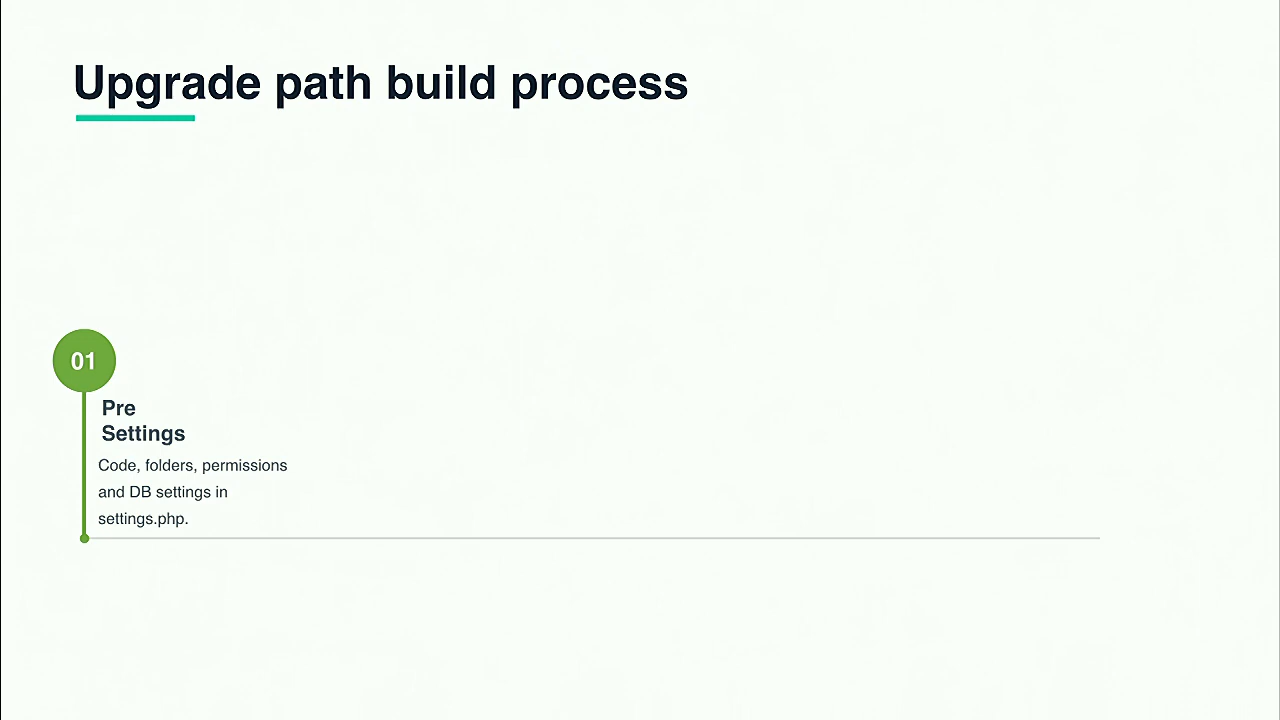 Upgrade path build process
01
Pre
Settings
Code, folders, permissions
and DB settings in
settings.php.